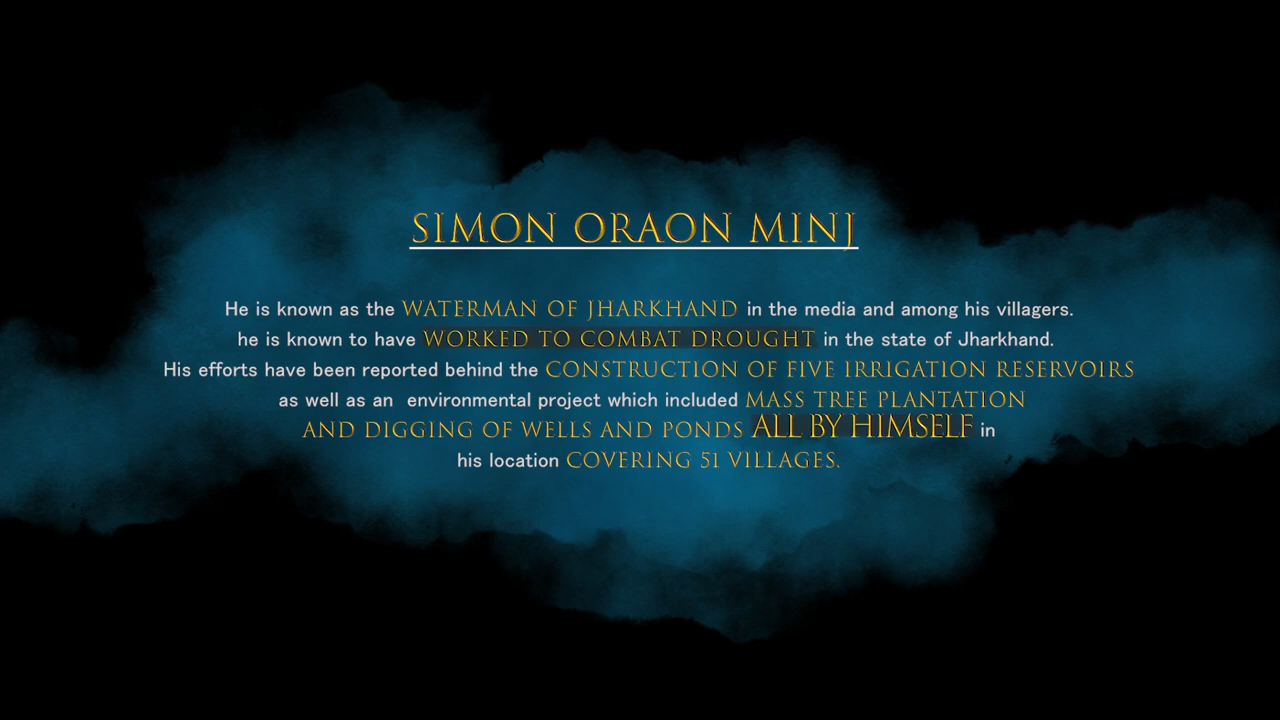 SIMON ORAON MINJ
He is known as the WATERMAN OF JHARKHAND in the media and among his villagers.
he is known to have WORKED TO COMBAT DROUGHT in the state of Jharkhand.
His efforts have been reported behind the CONSTRUCTION OF FIVE IRRIGATION RESERVOIRS
as well as an  environmental project which included MASS TREE PLANTATION
AND DIGGING OF WELLS AND PONDS ALL BY HIMSELF in
his location COVERING 51 VILLAGES.